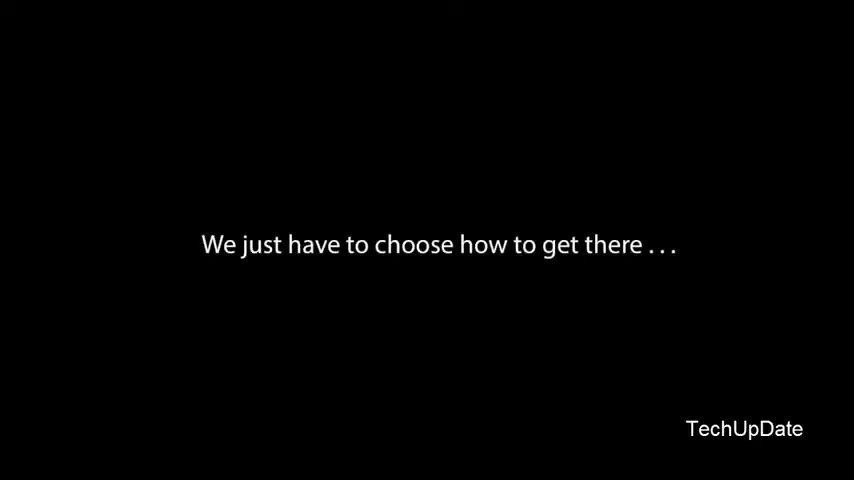 We just have to choose how to get there . . .
TechUpDate